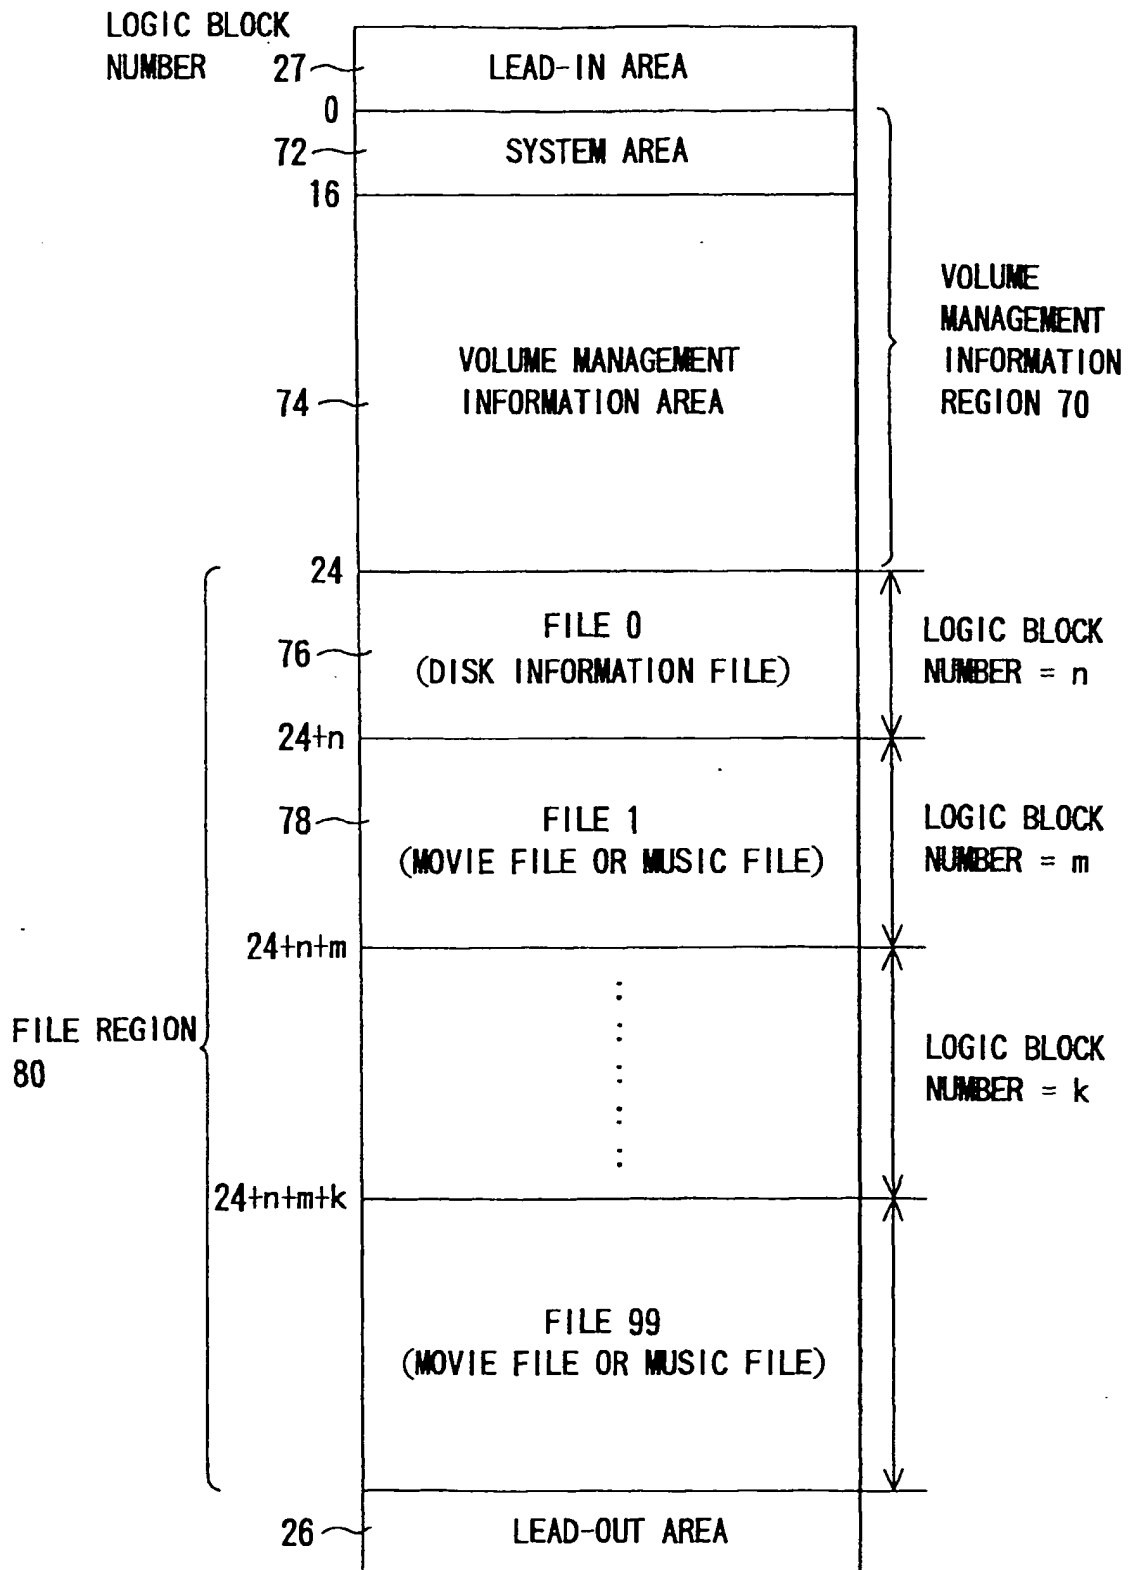 LOGIC BLOCK
NUMBER
27
LEAD-IN AREA
0
72
SYSTEM AREA
16
VOLUME
MANAGEMENT
INFORMATION
REGION 70
VOLUME MANAGEMENT
INFORMATION AREA
74
24
FILE 0
(DISK INFORMATION FILE)
76
LOGIC BLOCK
NUMBER = n
24+n
78
FILE 1
(MOVIE FILE OR MUSIC FILE)
LOGIC BLOCK
NUMBER = m
24+n+m
FILE REGION
80
LOGIC BLOCK
NUMBER = k
24+n+m+k
FILE 99
(MOVIE FILE OR MUSIC FILE)
26
LEAD-OUT AREA